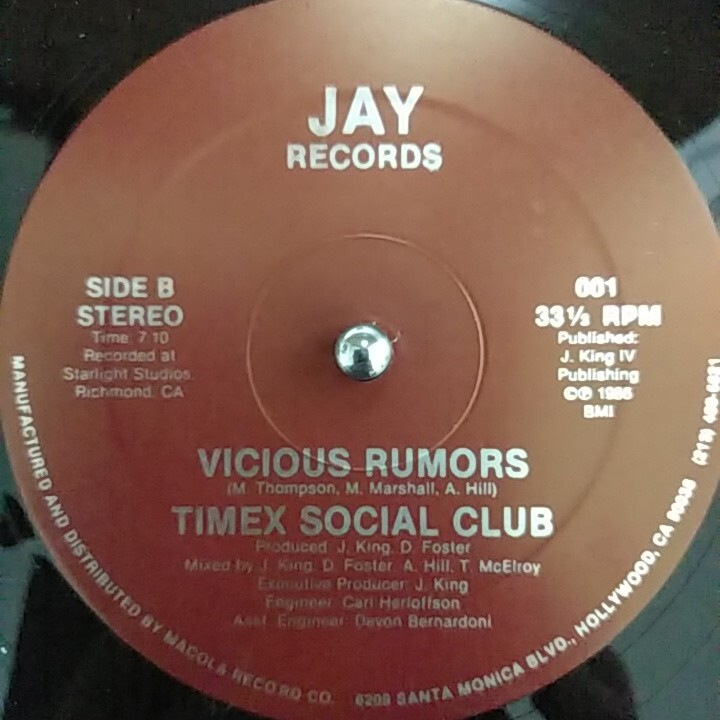 JAY
RECORDS
SIDE B
STEREO
Time: 7:10
Recorded at
Starlight Studios.
Richmond, CA
001
33⅓ RPM
Published:
J. King IV
Publishing
©℗ 1986
BMI
VICIOUS RUMORS
(M. Thompson, M. Marshall, A. Hill)
TIMEX SOCIAL CLUB
Produced: J. King, D. Foster
Mixed by J. King, D. Foster, A. Hill, T. McElroy
Executive Producer: J. King
Engineer: Carl Herloffson
Asst. Engineer: Davon Bernardoni
MANUFACTURED AND DISTRIBUTED BY MACOLA RECORD CO. 6209 SANTA MONICA BLVD., HOLLYWOOD, CA 90038 (213)